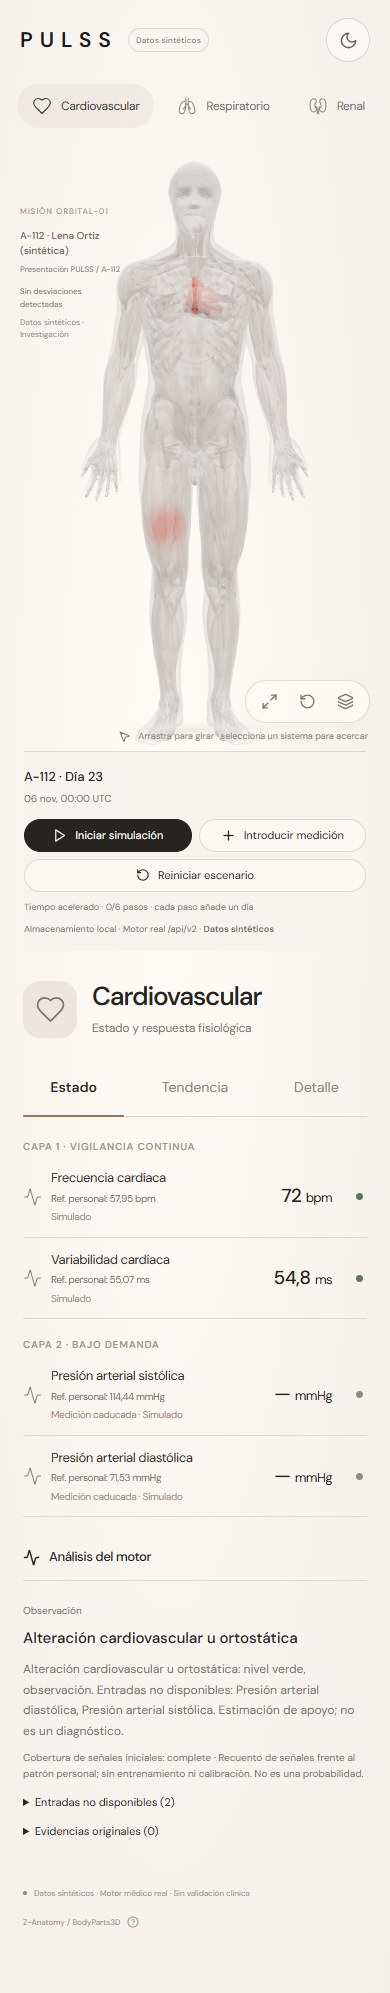 PULSS
Datos sintéticos
Cardiovascular
Respiratorio
Renal
MISIÓN ORBITAL-01
A-112 · Lena Ortiz
(sintética)
Presentación PULSS / A-112
Sin desviaciones
detectadas
Datos sintéticos ·
Investigación
Arrastra para girar · selecciona un sistema para acercar
A-112 · Día 23
06 nov, 00:00 UTC
Iniciar simulación
Introducir medición
Reiniciar escenario
Tiempo acelerado · 0/6 pasos · cada paso añade un día
Almacenamiento local · Motor real /api/v2 · Datos sintéticos
Cardiovascular
Estado y respuesta fisiológica
Estado
Tendencia
Detalle
CAPA 1 · VIGILANCIA CONTINUA
Frecuencia cardíaca
Ref. personal: 57,95 bpm
Simulado
72 bpm
Variabilidad cardíaca
Ref. personal: 55,07 ms
Simulado
54,8 ms
CAPA 2 · BAJO DEMANDA
Presión arterial sistólica
Ref. personal: 114,44 mmHg
Medición caducada · Simulado
— mmHg
Presión arterial diastólica
Ref. personal: 71,53 mmHg
Medición caducada · Simulado
— mmHg
Análisis del motor
Observación
Alteración cardiovascular u ortostática
Alteración cardiovascular u ortostática: nivel verde,
observación. Entradas no disponibles: Presión arterial
diastólica, Presión arterial sistólica. Estimación de apoyo; no
es un diagnóstico.
Cobertura de señales iniciales: complete · Recuento de señales frente al
patrón personal; sin entrenamiento ni calibración. No es una probabilidad.
Entradas no disponibles (2)
Evidencias originales (0)
Datos sintéticos · Motor médico real · Sin validación clínica
Z-Anatomy / BodyParts3D